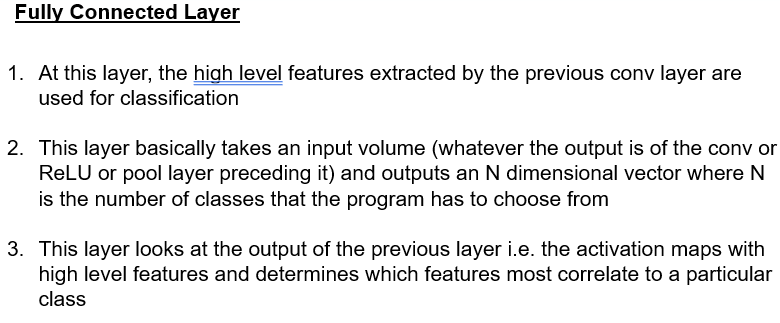 Fully Connected Layer
1. At this layer, the high level features extracted by the previous conv layer are
used for classification
2. This layer basically takes an input volume (whatever the output is of the conv or
ReLU or pool layer preceding it) and outputs an N dimensional vector where N
is the number of classes that the program has to choose from
3. This layer looks at the output of the previous layer i.e. the activation maps with
high level features and determines which features most correlate to a particular
class